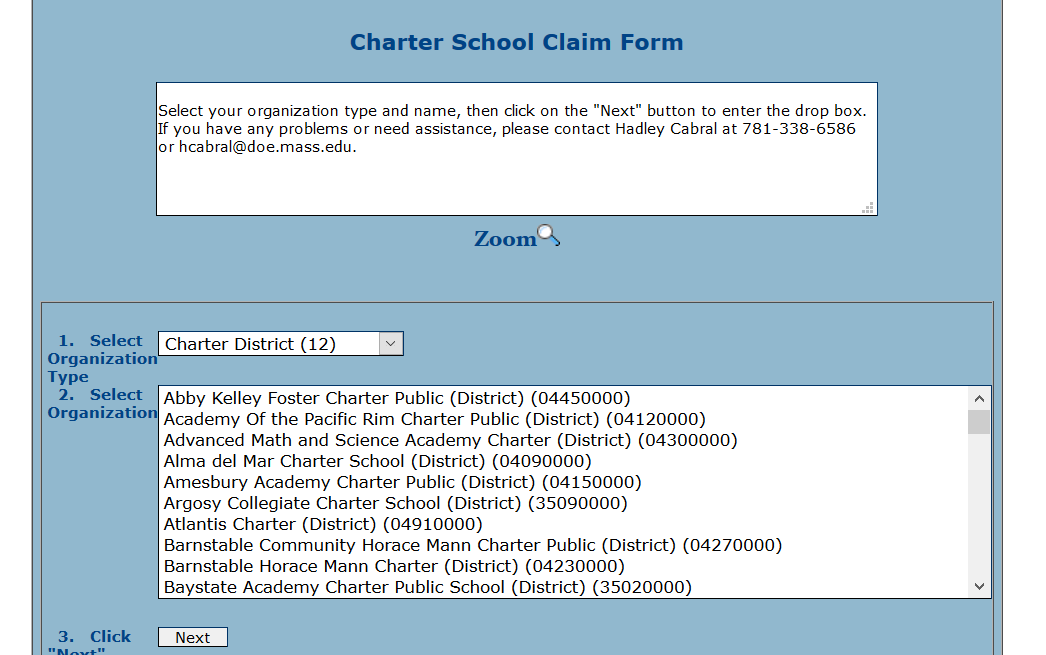 Charter School Claim Form
Select your organization type and name, then click on the "Next" button to enter the drop box.
If you have any problems or need assistance, please contact Hadley Cabral at 781-338-6586
or hcabral@doe.mass.edu.
Zoom
1. Select
Organization
Type
Charter District (12)
2. Select
Organization
Abby Kelley Foster Charter Public (District) (04450000)
Academy Of the Pacific Rim Charter Public (District) (04120000)
Advanced Math and Science Academy Charter (District) (04300000)
Alma del Mar Charter School (District) (04090000)
Amesbury Academy Charter Public (District) (04150000)
Argosy Collegiate Charter School (District) (35090000)
Atlantis Charter (District) (04910000)
Barnstable Community Horace Mann Charter Public (District) (04270000)
Barnstable Horace Mann Charter (District) (04230000)
Baystate Academy Charter Public School (District) (35020000)
3. Click
"Next"
Next